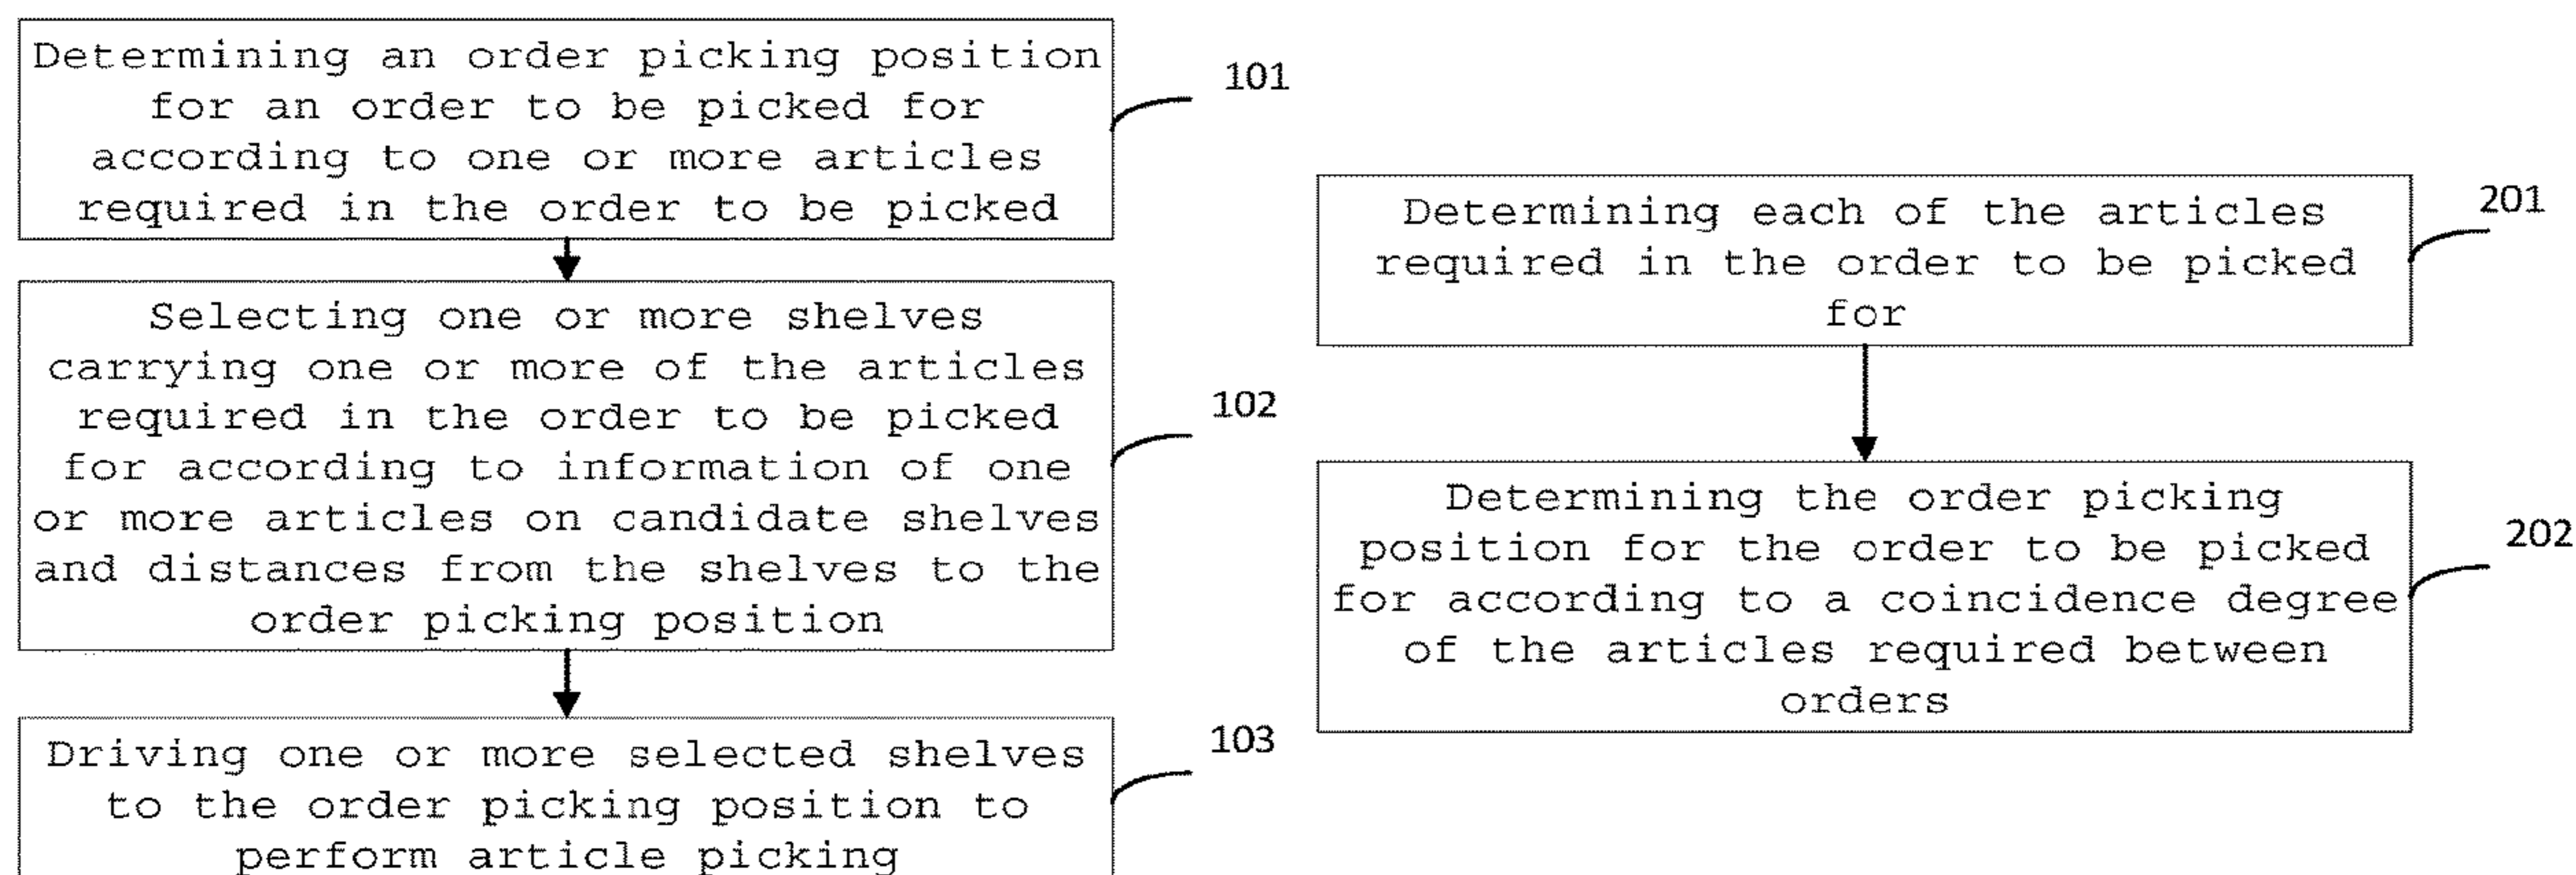 Determining an order picking position
for an order to be picked for
according to one or more articles
required in the order to be picked
101
Selecting one or more shelves
carrying one or more of the articles
required in the order to be picked
for according to information of one
or more articles on candidate shelves
and distances from the shelves to the
order picking position
102
Driving one or more selected shelves
to the order picking position to
perform article picking
103
Determining each of the articles
required in the order to be picked
for
201
Determining the order picking
position for the order to be picked
for according to a coincidence degree
of the articles required between
orders
202